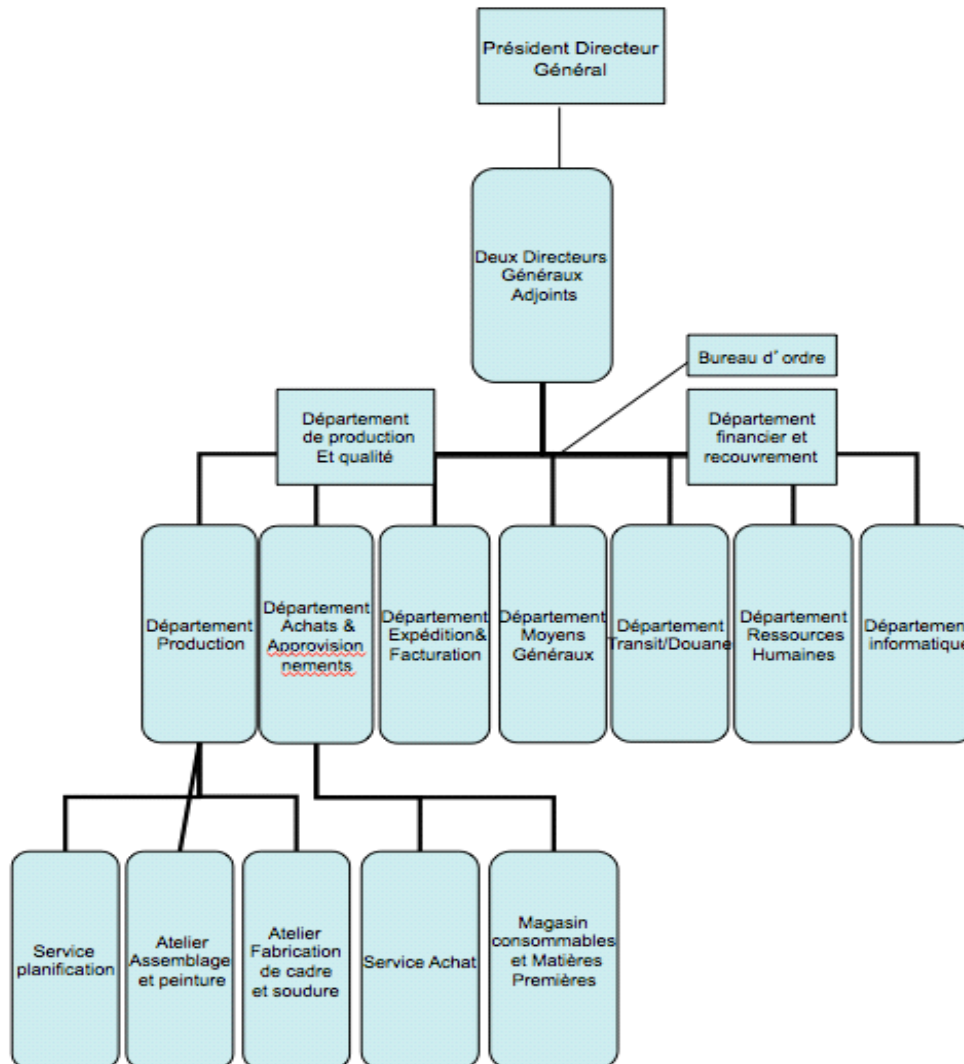 Président Directeur
Général
Deux Directeurs
Généraux
Adjoints
Bureau d’ordre
Département
de production
Et qualité
Département
financier et
recouvrement
Département
Production
Département
Achats &
Approvision
nements
Département
Expédition&
Facturation
Département
Moyens
Généraux
Département
Transit/Douane
Département
Ressources
Humaines
Département
informatique
Service
planification
Atelier
Assemblage
et peinture
Atelier
Fabrication
de cadre
et soudure
Service Achat
Magasin
consommables
et Matières
Premières